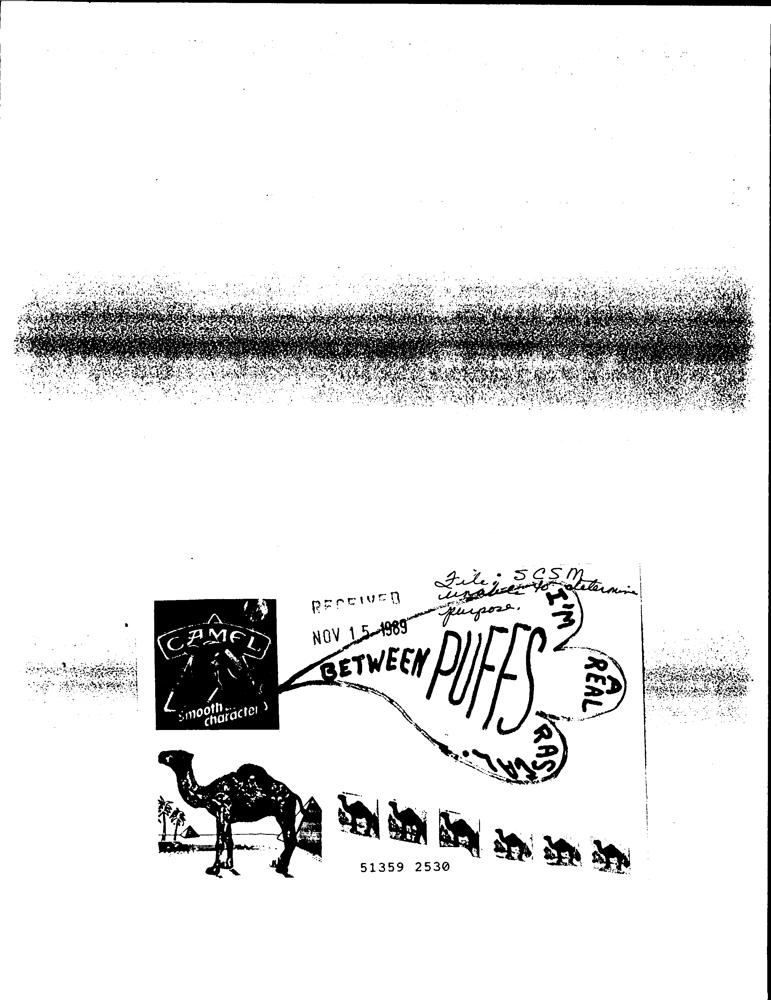 File: SCSM
unable to determine
purpose.
RECEIVED
NOV 15 1989
CAMEL
Smooth
character
BETWEEN PUFFS
I'M
A
REAL
RASCAL.
51359 2530